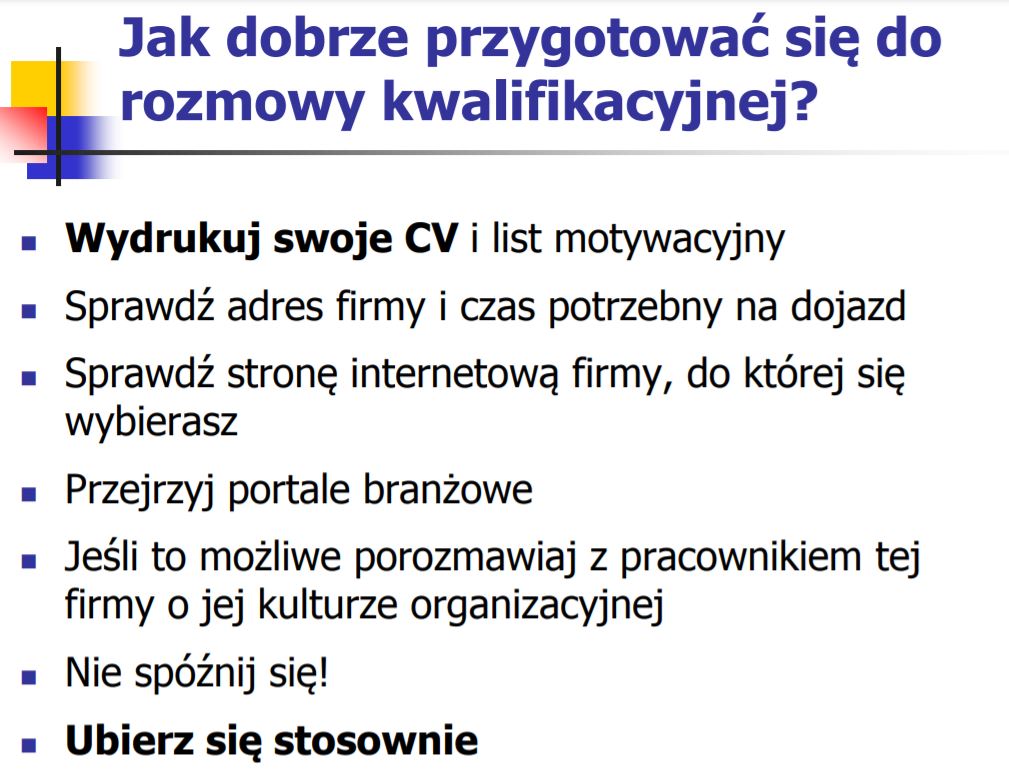 Jak dobrze przygotować się do
rozmowy kwalifikacyjnej?
Wydrukuj swoje CV i list motywacyjny
Sprawdź adres firmy i czas potrzebny na dojazd
Sprawdź stronę internetową firmy, do której się
wybierasz
Przejrzyj portale branżowe
Jeśli to możliwe porozmawiaj z pracownikiem tej
firmy o jej kulturze organizacyjnej
Nie spóźnij się!
Ubierz się stosownie